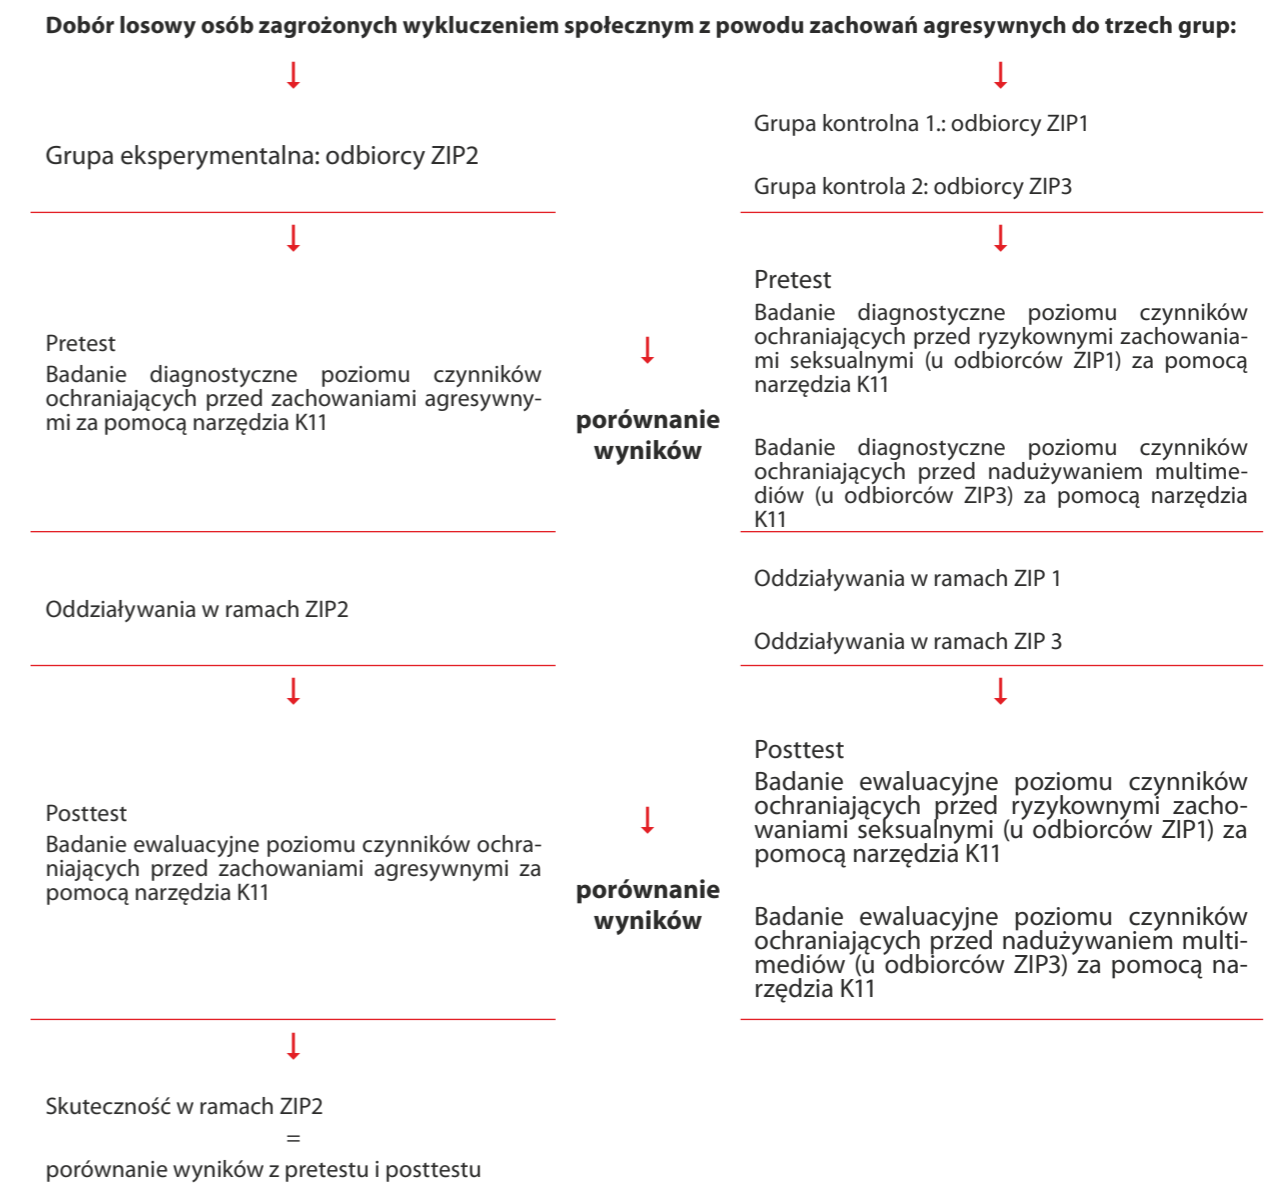 Dobór losowy osób zagrożonych wykluczeniem społecznym z powodu zachowań agresywnych do trzech grup:
Grupa eksperymentalna: odbiorcy ZIP2
Grupa kontrolna 1.: odbiorcy ZIP1
Grupa kontrola 2: odbiorcy ZIP3
Pretest
Badanie diagnostyczne poziomu czynników
ochraniających przed zachowaniami agresywny-
mi za pomocą narzędzia K11
porównanie
wyników
Pretest
Badanie diagnostyczne poziomu czynników
ochraniających przed ryzykownymi zachowania-
mi seksualnymi (u odbiorców ZIP1) za pomocą
narzędzia K11
Badanie diagnostyczne poziomu czynników
ochraniających przed nadużywaniem multime-
diów (u odbiorców ZIP3) za pomocą narzędzia
K11
Oddziaływania w ramach ZIP2
Oddziaływania w ramach ZIP 1
Oddziaływania w ramach ZIP 3
Posttest
Badanie ewaluacyjne poziomu czynników ochra-
niających przed zachowaniami agresywnymi za
pomocą narzędzia K11
porównanie
wyników
Posttest
Badanie ewaluacyjne poziomu czynników
ochraniających przed ryzykownymi zacho-
waniami seksualnymi (u odbiorców ZIP1) za
pomocą narzędzia K11
Badanie ewaluacyjne poziomu czynników
ochraniających przed nadużywaniem multi-
mediów (u odbiorców ZIP3) za pomocą na-
rzędzia K11
Skuteczność w ramach ZIP2
=
porównanie wyników z pretestu i posttestu